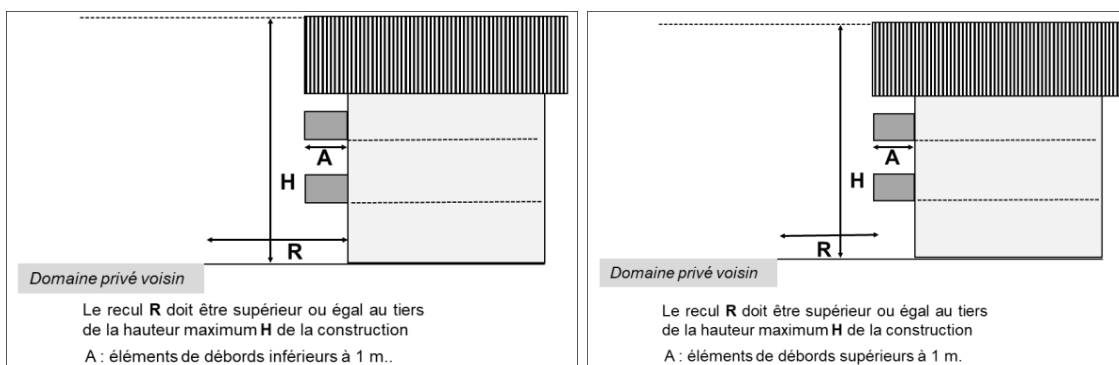 A
H
R
Domaine privé voisin
Le recul R doit être supérieur ou égal au tiers
de la hauteur maximum H de la construction
A : éléments de débords inférieurs à 1 m..
A
H
R
Domaine privé voisin
Le recul R doit être supérieur ou égal au tiers
de la hauteur maximum H de la construction
A : éléments de débords supérieurs à 1 m.